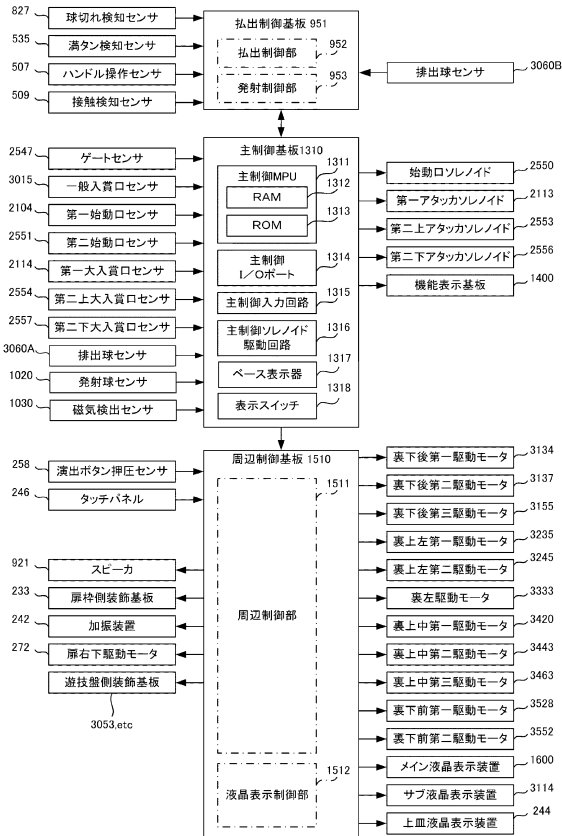 827 球切れ検知センサ
535 満タン検知センサ
507 ハンドル操作センサ
509 接触検知センサ
払出制御基板 951
払出制御部 952
発射制御部 953
排出球センサ 3060B
2547 ゲートセンサ
3015 一般入賞口センサ
2104 第一始動口センサ
2551 第二始動口センサ
2114 第一大入賞口センサ
2554 第二上大入賞口センサ
2557 第二下大入賞口センサ
3060A 排出球センサ
1020 発射球センサ
1030 磁気検出センサ
主制御基板1310
主制御MPU 1311
RAM 1312
ROM 1313
主制御
I/Oポート 1314
主制御入力回路 1315
主制御ソレノイド
駆動回路 1316
ベース表示器 1317
表示スイッチ 1318
始動口ソレノイド 2550
第一アタッカソレノイド 2113
第二上アタッカソレノイド 2553
第二下アタッカソレノイド 2556
機能表示基板 1400
258 演出ボタン押圧センサ
246 タッチパネル
921 スピーカ
233 扉枠側装飾基板
242 加振装置
272 扉右下駆動モータ
遊技盤側装飾基板
3053,etc
周辺制御基板 1510
周辺制御部 1511
液晶表示制御部 1512
裏下後第一駆動モータ 3134
裏下後第二駆動モータ 3137
裏下後第三駆動モータ 3155
裏上左第一駆動モータ 3235
裏上左第二駆動モータ 3245
裏左駆動モータ 3333
裏上中第一駆動モータ 3420
裏上中第二駆動モータ 3443
裏上中第三駆動モータ 3463
裏下前第一駆動モータ 3528
裏下前第二駆動モータ 3552
メイン液晶表示装置 1600
サブ液晶表示装置 3114
上皿液晶表示装置 244